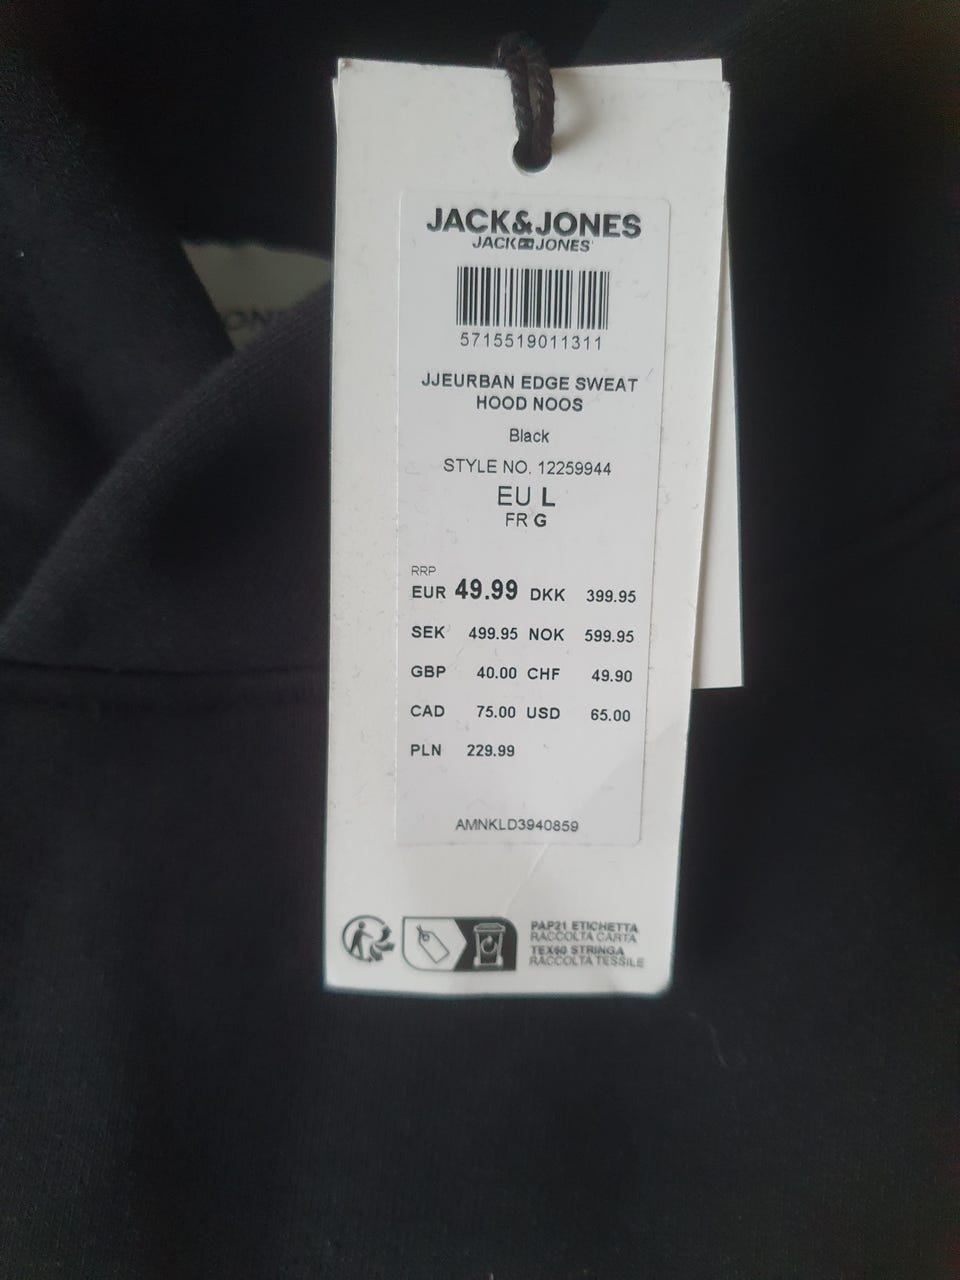 JACK&JONES
JACK JONES
5715519011311
JJEURBAN EDGE SWEAT
HOOD NOOS
Black
STYLE NO. 12259944
EU L
FR G
RRP
EUR 49.99 DKK 399.95
SEK 499.95 NOK 599.95
GBP 40.00 CHF 49.90
CAD 75.00 USD 65.00
PLN 229.99
AMNKLD3940859
PAP21 ETICHETTA
RACCOLTA CARTA
TEX60 STRINGA
RACCOLTA TESSILE